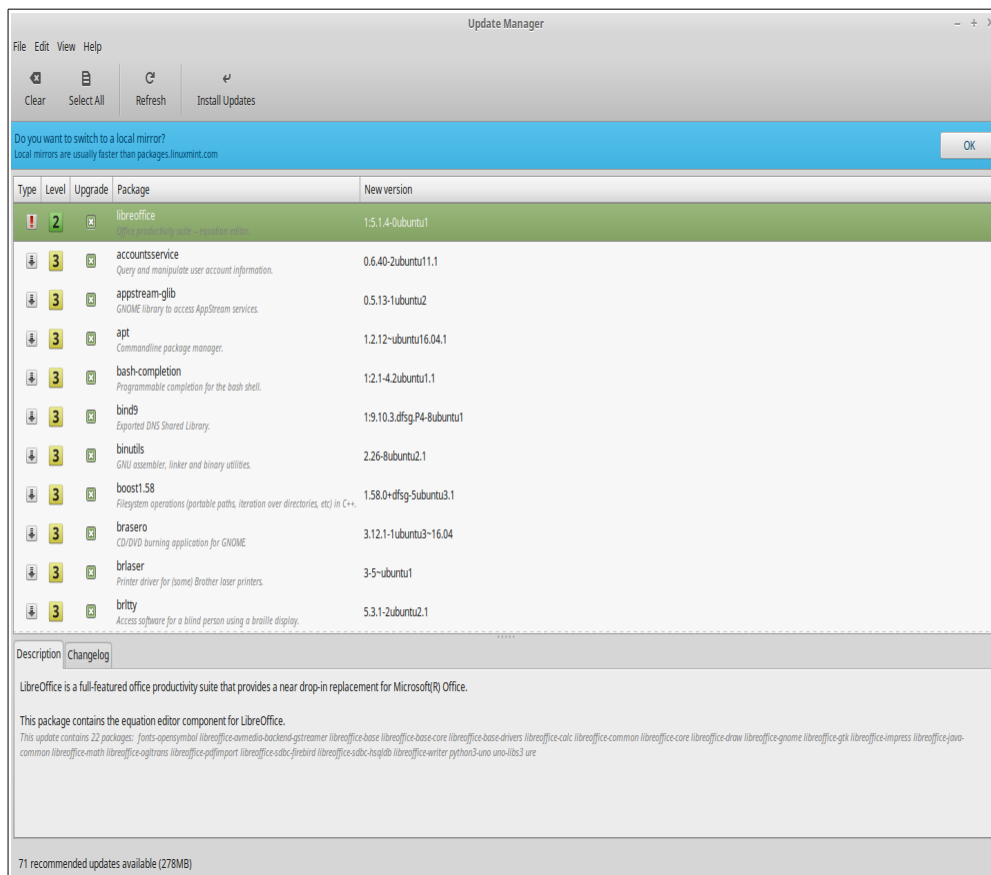 Update Manager
File Edit View Help
Clear Select All Refresh Install Updates
Do you want to switch to a local mirror?
Local mirrors are usually faster than packages.linuxmint.com
OK
Type Level Upgrade Package New version
2 libreoffice 1:5.1.4-0ubuntu1
Office productivity suite -- equation editor.
3 accountsservice 0.6.40-2ubuntu11.1
Query and manipulate user account information.
3 appstream-glib 0.5.13-1ubuntu2
GNOME library to access AppStream services.
3 apt 1.2.12~ubuntu16.04.1
Commandline package manager.
3 bash-completion 1:2.1-4.2ubuntu1.1
Programmable completion for the bash shell.
3 bind9 1:9.10.3.dfsg.P4-8ubuntu1
Exported DNS Shared Library.
3 binutils 2.26-8ubuntu2.1
GNU assembler, linker and binary utilities.
3 boost1.58 1.58.0+dfsg-5ubuntu3.1
Filesystem operations (portable paths, iteration over directories, etc) in C++.
3 brasero 3.12.1-1ubuntu3~16.04
CD/DVD burning application for GNOME
3 brlaser 3-5~ubuntu1
Printer driver for (some) Brother laser printers.
3 brltty 5.3.1-2ubuntu2.1
Access software for a blind person using a braille display.
Description Changelog
LibreOffice is a full-featured office productivity suite that provides a near drop-in replacement for Microsoft(R) Office.
This package contains the equation editor component for LibreOffice.
This update contains 22 packages: fonts-opensymbol libreoffice-avmedia-backend-gstreamer libreoffice-base libreoffice-base-core libreoffice-base-drivers libreoffice-calc libreoffice-common libreoffice-core libreoffice-draw libreoffice-gnome libreoffice-gtk libreoffice-impress libreoffice-java-
common libreoffice-math libreoffice-ogltrans libreoffice-pdfimport libreoffice-sdbc-firebird libreoffice-sdbc-hsqldb libreoffice-writer python3-uno uno-libs3 ure
71 recommended updates available (278MB)